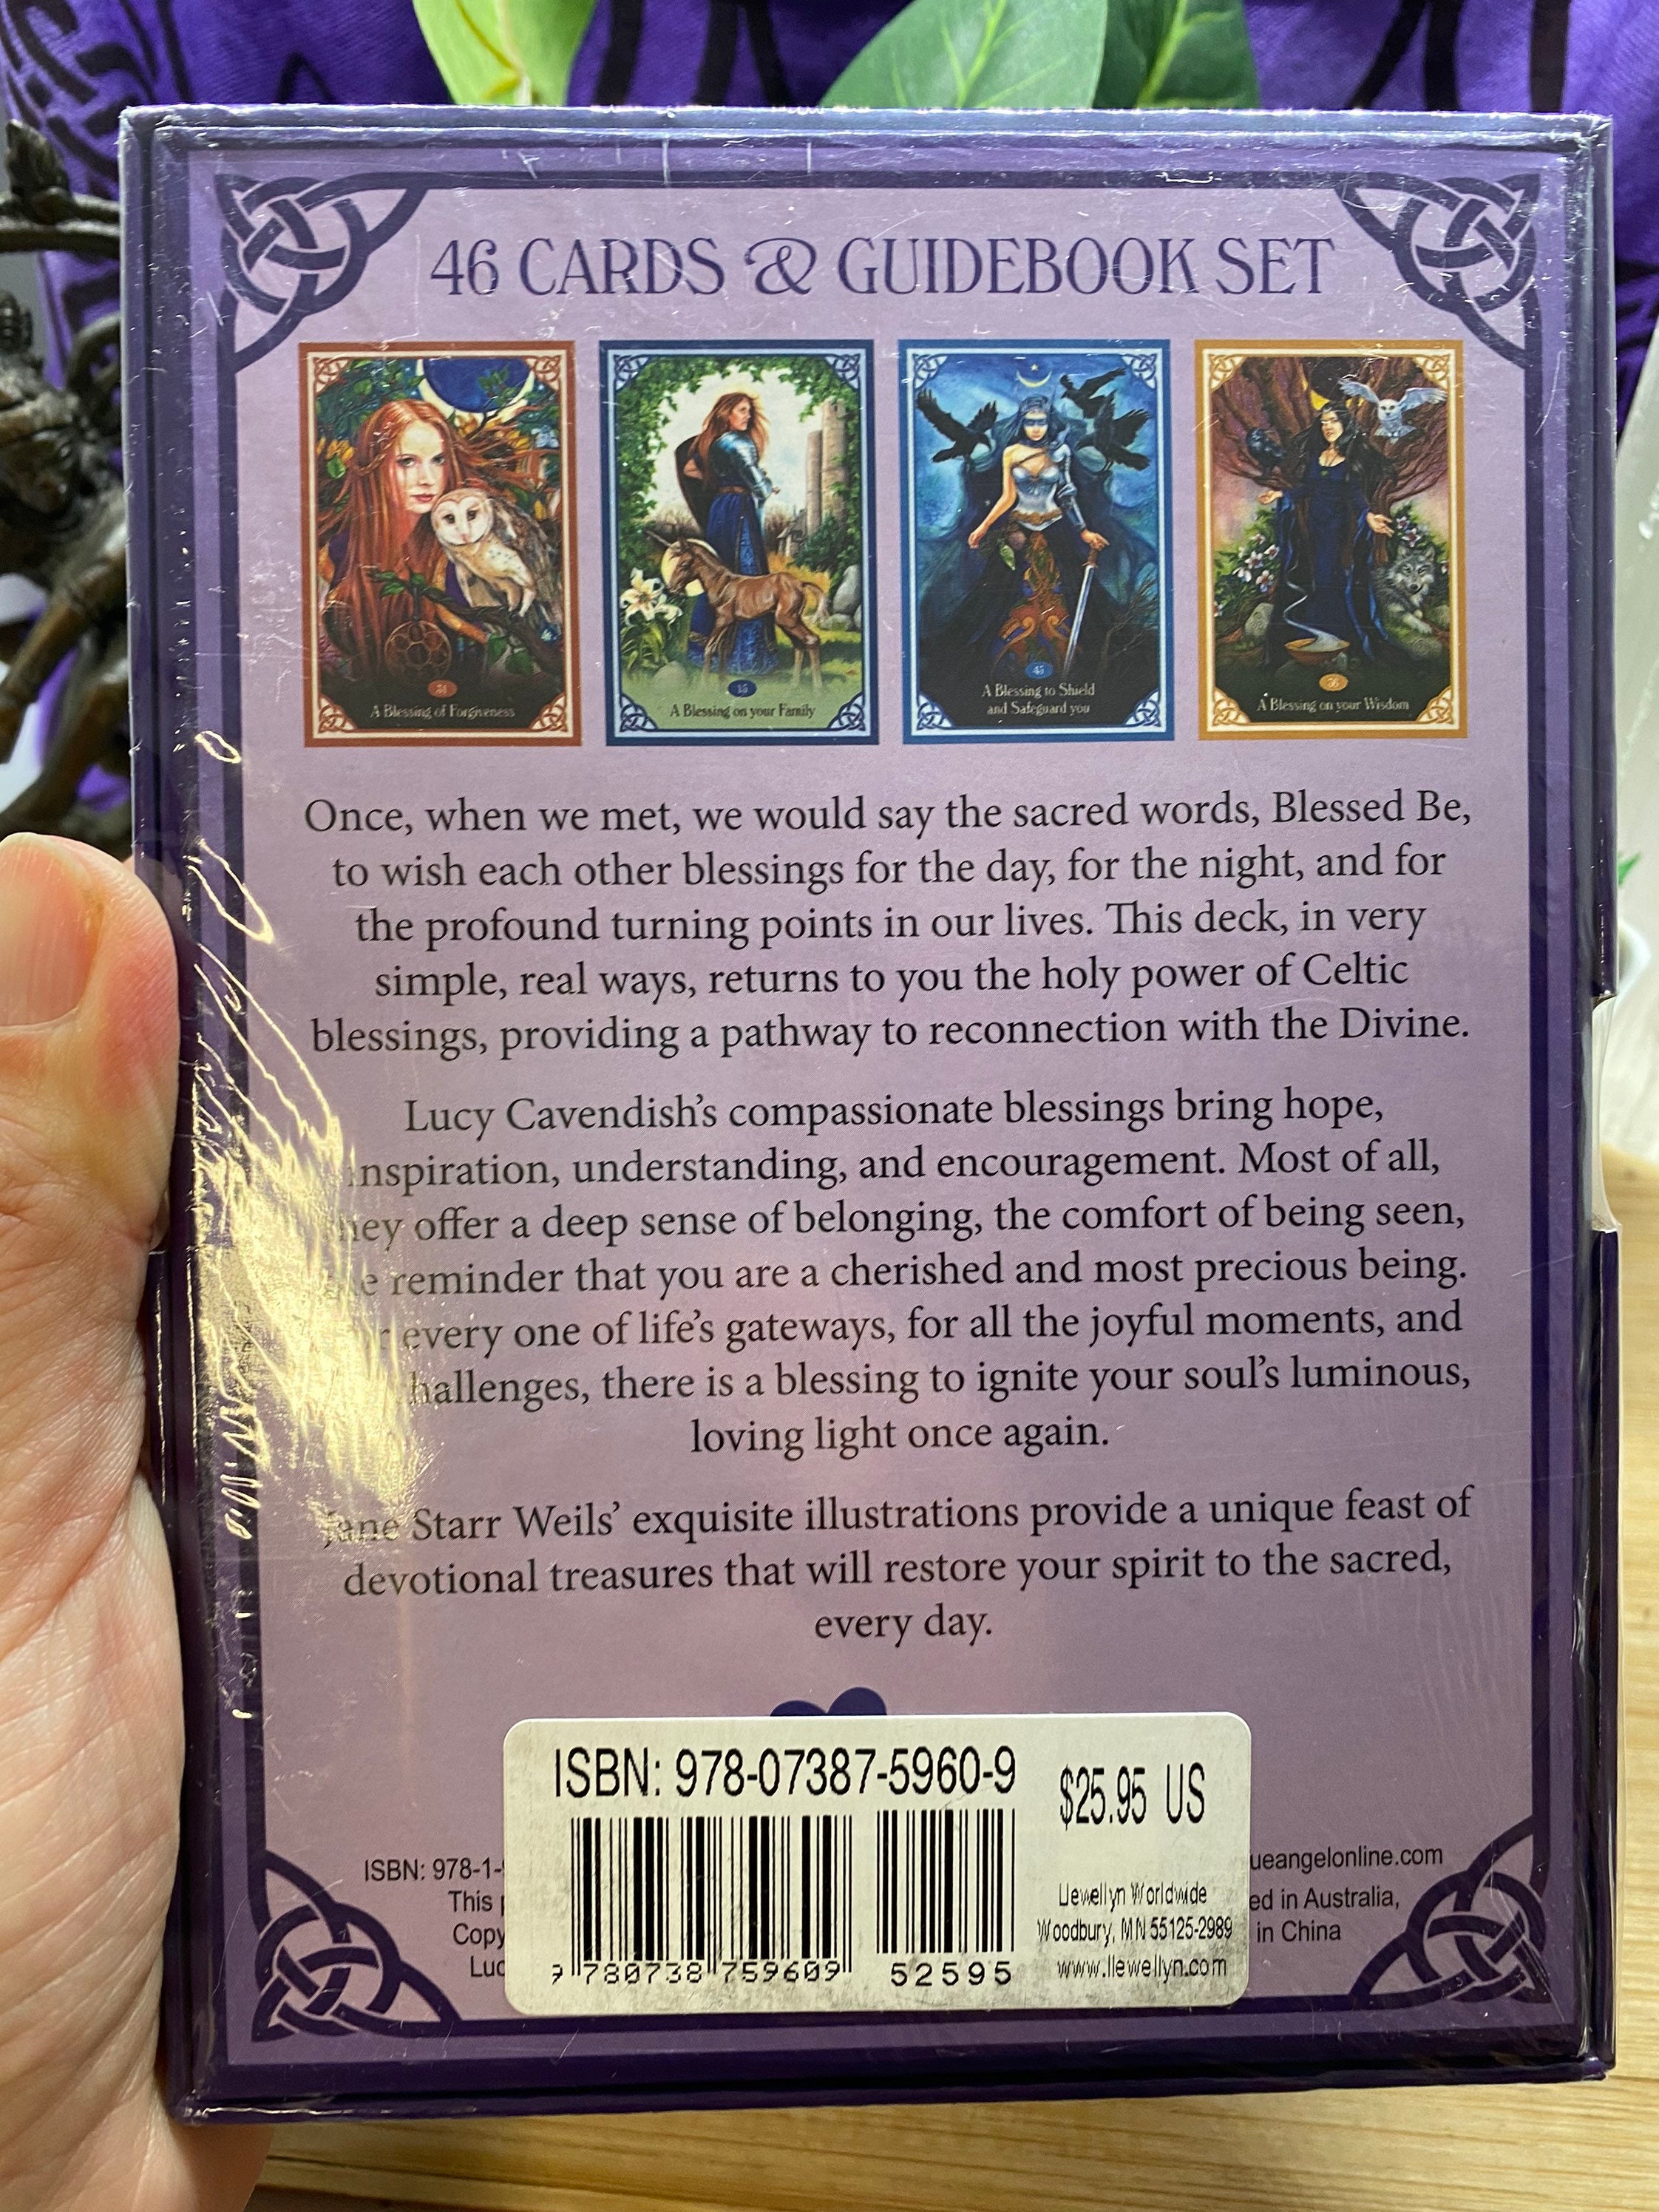 46 CARDS & GUIDEBOOK SET
A Blessing of Forgiveness
15
A Blessing on your Family
45
A Blessing to Shield
and Safeguard you
36
A Blessing on your Wisdom
Once, when we met, we would say the sacred words, Blessed Be,
to wish each other blessings for the day, for the night, and for
the profound turning points in our lives. This deck, in very
simple, real ways, returns to you the holy power of Celtic
blessings, providing a pathway to reconnection with the Divine.
Lucy Cavendish's compassionate blessings bring hope,
nspiration, understanding, and encouragement. Most of all,
hey offer a deep sense of belonging, the comfort of being seen,
e reminder that you are a cherished and most precious being.
r every one of life's gateways, for all the joyful moments, and
hallenges, there is a blessing to ignite your soul's luminous,
loving light once again.
Jane Starr Weils' exquisite illustrations provide a unique feast of
devotional treasures that will restore your spirit to the sacred,
every day.
ISBN: 978-07387-5960-9
$25.95 US
9 780738 759609
52595
Llewellyn Worldwide
Woodbury, MN 55125-2989
www.llewellyn.com
ISBN: 978-1-
This
Copy
Luc
ueangelonline.com
ed in Australia,
in China